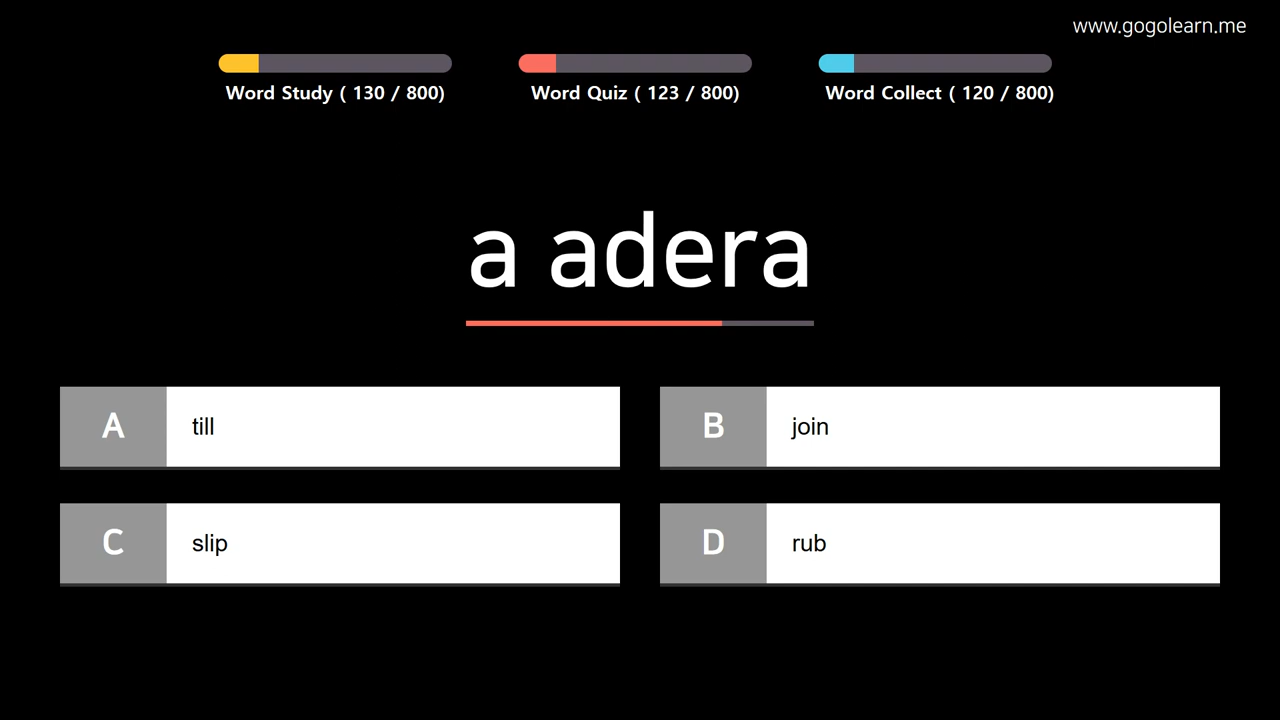 www.gogolearn.me
Word Study ( 130 / 800)
Word Quiz ( 123 / 800)
Word Collect ( 120 / 800)
a adera
A till
B join
C slip
D rub